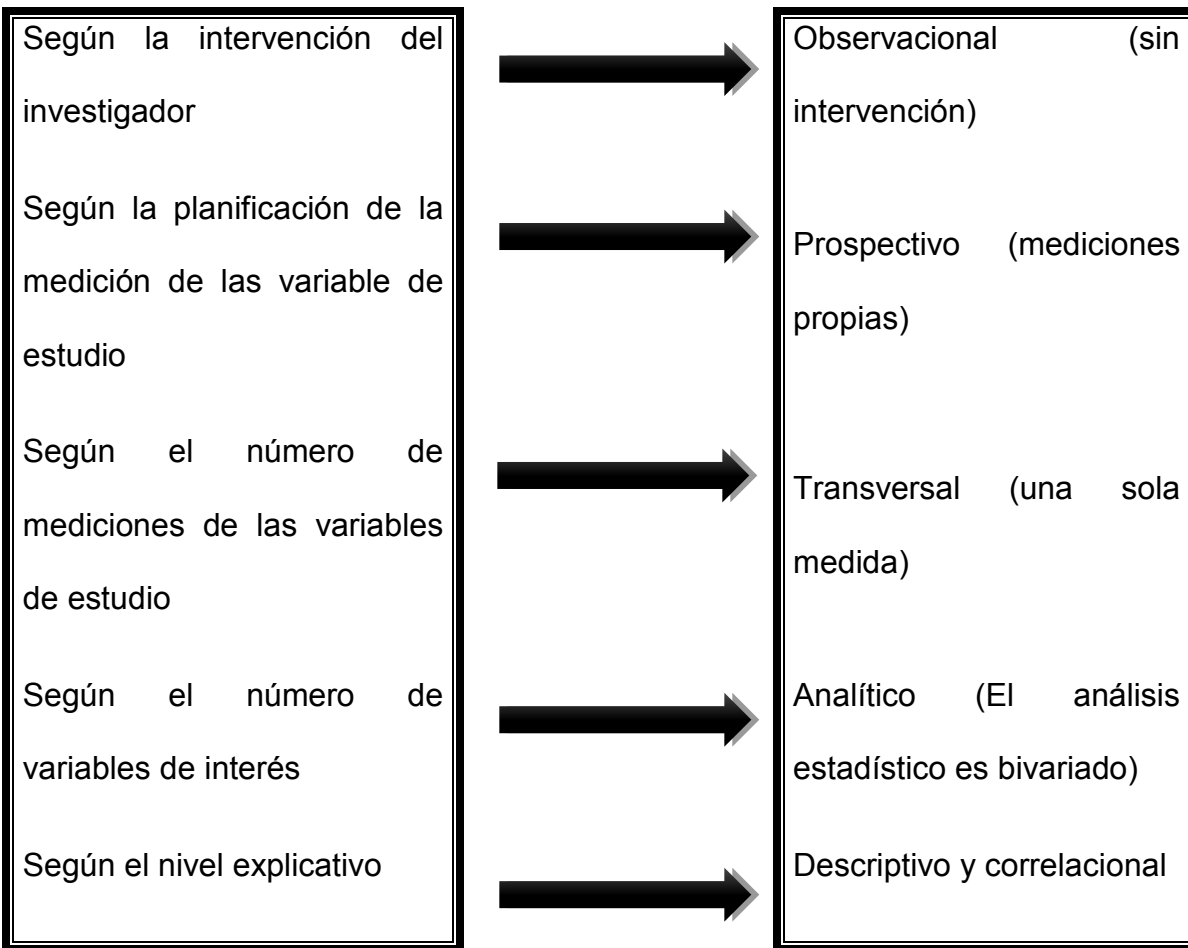 Según la intervención del
investigador
Según la planificación de la
medición de las variable de
estudio
Según el número de
mediciones de las variables
de estudio
Según el número de
variables de interés
Según el nivel explicativo
Observacional (sin
intervención)
Prospectivo (mediciones
propias)
Transversal (una sola
medida)
Analítico (El análisis
estadístico es bivariado)
Descriptivo y correlacional